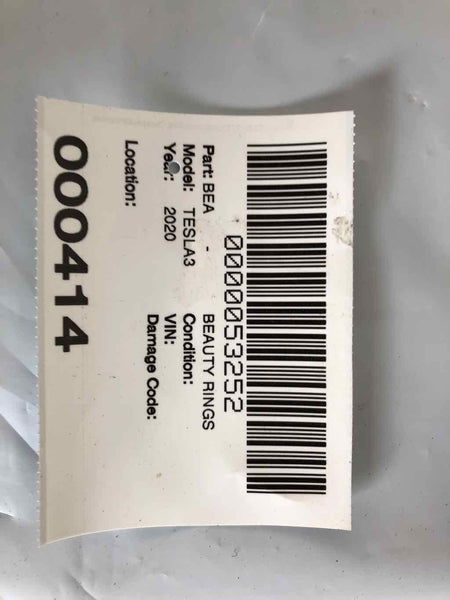 0000053252
Part: BEA - BEAUTY RINGS
Model: TESLA3 Condition:
Year: 2020 VIN:
Damage Code:
Location:
000414